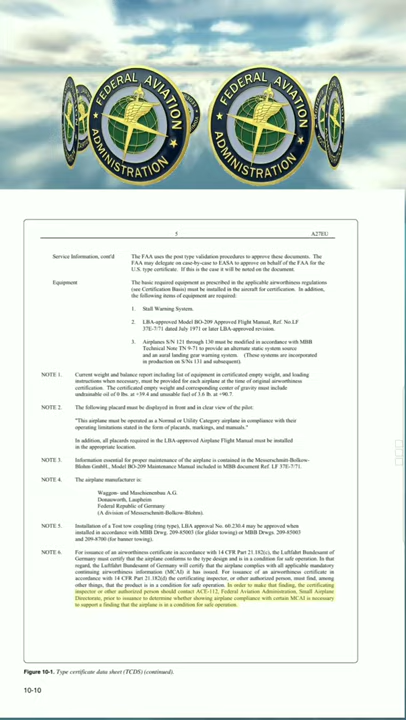 FEDERAL AVIATION
ADMINISTRATION
FEDERAL AVIATION
ADMINISTRATION
5 A27EU
Service Information, cont'd The FAA uses the post type validation procedures to approve these documents. The
FAA may delegate on case-by-case to EASA to approve on behalf of the FAA for the
U.S. type certificate. If this is the case it will be noted on the document.
Equipment The basic required equipment as prescribed in the applicable airworthiness regulations
(see Certification Basis) must be installed in the aircraft for certification. In addition,
the following items of equipment are required:
1. Stall Warning System.
2. LBA-approved Model BO-209 Approved Flight Manual, Ref. No.LF
37E-7/71 dated July 1971 or later LBA-approved revision.
3. Airplanes S/N 121 through 130 must be modified in accordance with MBB
Technical Note TN 9-71 to provide an alternate static system source
and an aural landing gear warning system. (These systems are incorporated
in production on S/Ns 131 and subsequent).
NOTE 1. Current weight and balance report including list of equipment in certificated empty weight, and loading
instructions when necessary, must be provided for each airplane at the time of original airworthiness
certification. The certificated empty weight and corresponding center of gravity must include
undrainable oil of 0 lbs. at +39.4 and unusable fuel of 3.6 lb. at +90.7.
NOTE 2. The following placard must be displayed in front and in clear view of the pilot:
"This airplane must be operated as a Normal or Utility Category airplane in compliance with their
operating limitations stated in the form of placards, markings, and manuals."
In addition, all placards required in the LBA-approved Airplane Flight Manual must be installed
in the appropriate location.
NOTE 3. Information essential for proper maintenance of the airplane is contained in the Messerschmitt-Bolkow-
Blohm GmbH., Model BO-209 Maintenance Manual included in MBB document Ref. LF 37E-7/71.
NOTE 4. The airplane manufacturer is:
Waggon- und Maschienenbau A.G.
Donauworth, Laupheim
Federal Republic of Germany
(A division of Messerschmitt-Bolkow-Blohm).
NOTE 5. Installation of a Tost tow coupling (ring type), LBA approval No. 60.230/4 may be approved when
installed in accordance with MBB Drwg. 209-85003 (for glider towing) or MBB Drwgs. 209-85003
and 209-8700 (for banner towing).
NOTE 6. For issuance of an airworthiness certificate in accordance with 14 CFR Part 21.182(c), the Luftfahrt Bundesamt of
Germany must certify that the airplane conforms to the type design and is in a condition for safe operation. In that
regard, the Luftfahrt Bundesamt of Germany will certify that the airplane complies with all applicable mandatory
continuing airworthiness information (MCAI) it has issued. For issuance of an airworthiness certificate in
accordance with 14 CFR Part 21.182(d) the certificating inspector, or other authorized person, must find, among
other things, that the product is in a condition for safe operation. In order to make that finding, the certificating
inspector or other authorized person should contact ACE-112, Federal Aviation Administration, Small Airplane
Directorate, prior to issuance to determine whether showing airplane compliance with certain MCAI is necessary
to support a finding that the airplane is in a condition for safe operation.
Figure 10-1. Type certificate data sheet (TCDS) (continued).
10-10